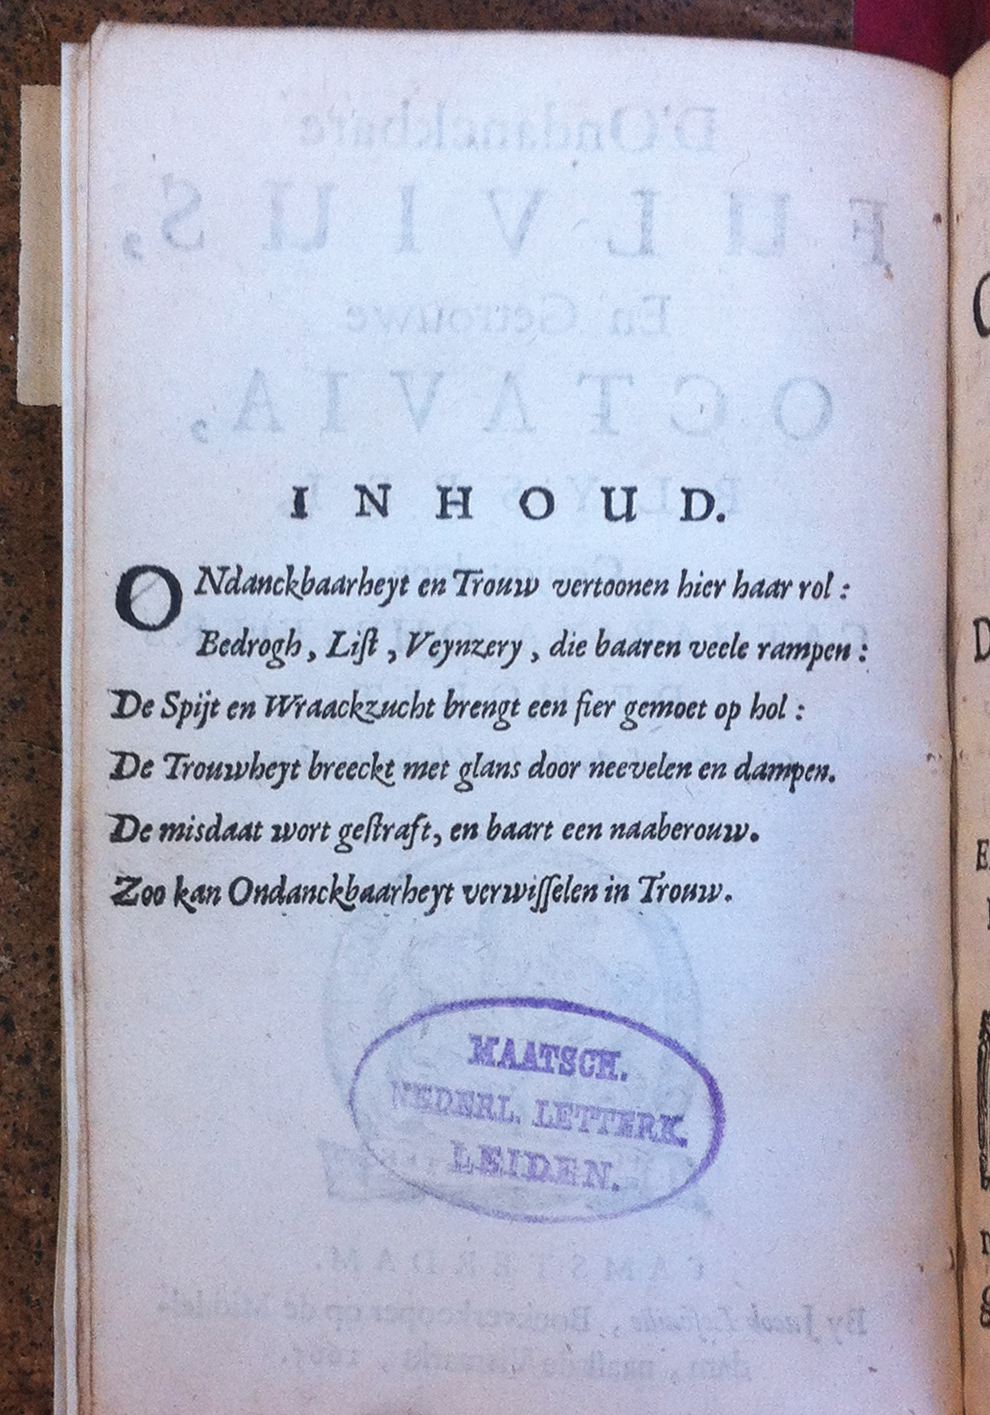 INHOUD.
ONdanckbaarheyt en Trouw vertoonen hier haar rol :
Bedrogh, Liſt, Veynzery, die baaren veele rampen :
De Spijt en Wraackzucht brengt een fier gemoet op hol :
De Trouwheyt breeckt met glans door neevelen en dampen.
De misdaat wort geſtraft, en baart een naaberouw.
Zoo kan Ondanckbaarheyt verwiſſelen in Trouw.
MAATSCH.
NEDERL. LETTERK.
LEIDEN.